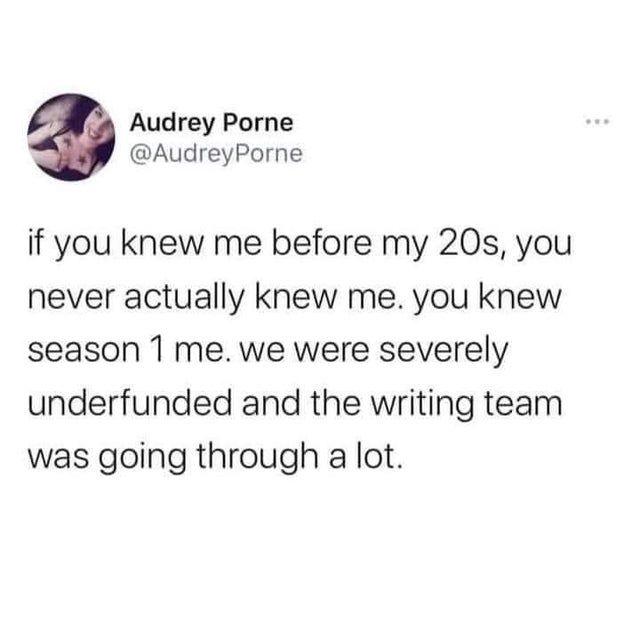 Audrey Porne
@AudreyPorne
if you knew me before my 20s, you
never actually knew me. you knew
season 1 me. we were severely
underfunded and the writing team
was going through a lot.